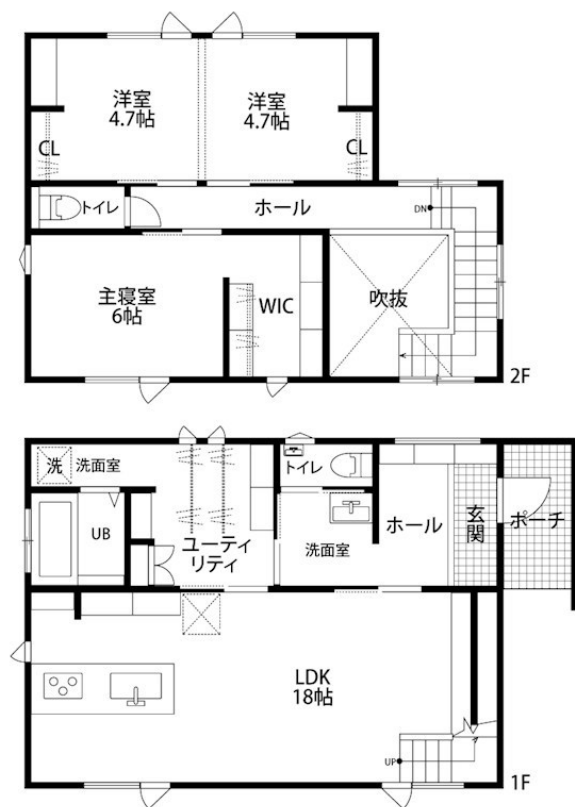 洋室
4.7帖
洋室
4.7帖
CL
CL
トイレ
ホール
DN
主寝室
6帖
WIC
吹抜
2F
洗
洗面室
トイレ
UB
ユーティ
リティ
洗面室
ホール
玄関
ポーチ
LDK
18帖
UP
1F